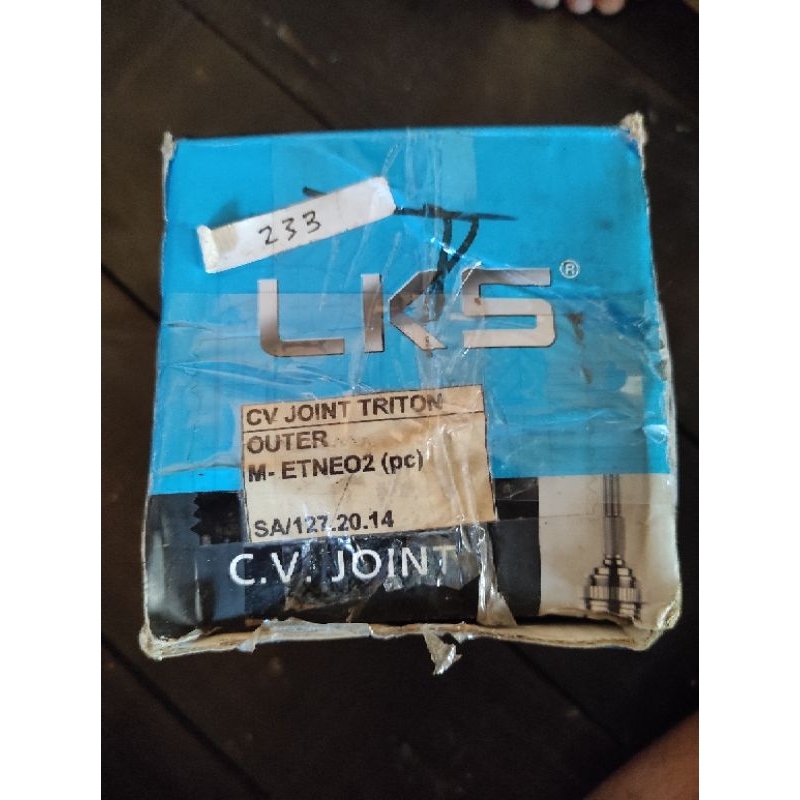 233
LKS®
CV JOINT TRITON
OUTER
M- ETNEO2 (pc)
SA/127.20.14
C.V. JOINT